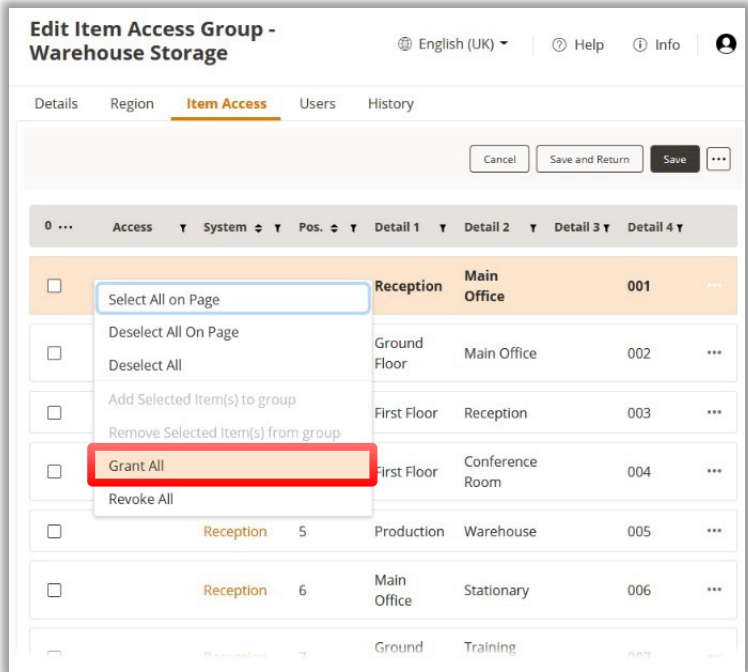 Edit Item Access Group -
Warehouse Storage
English (UK) Help Info
Details Region Item Access Users History
Cancel Save and Return Save ...
0 ... Access System Pos. Detail 1 Detail 2 Detail 3 Detail 4
Reception Main Office 001 ...
Select All on Page
Deselect All On Page
Deselect All
Add Selected Item(s) to group
Remove Selected Item(s) from group
Grant All
Revoke All
Ground Floor Main Office 002 ...
First Floor Reception 003 ...
First Floor Conference Room 004 ...
Reception 5 Production Warehouse 005 ...
Reception 6 Main Office Stationary 006 ...
Reception 7 Ground Training 007 ...